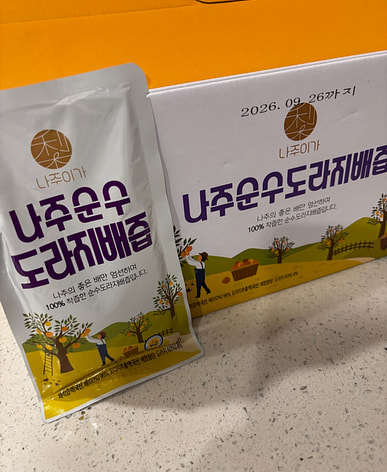 나주이가
나주순수
도라지배즙
나주의 좋은 배만 엄선하여
100% 착즙한 순수도라지배즙입니다.
2026. 09. 26까지
나주이가
나주순수도라지배즙
나주의 좋은 배만 엄선하여
100% 착즙한 순수도라지배즙입니다.